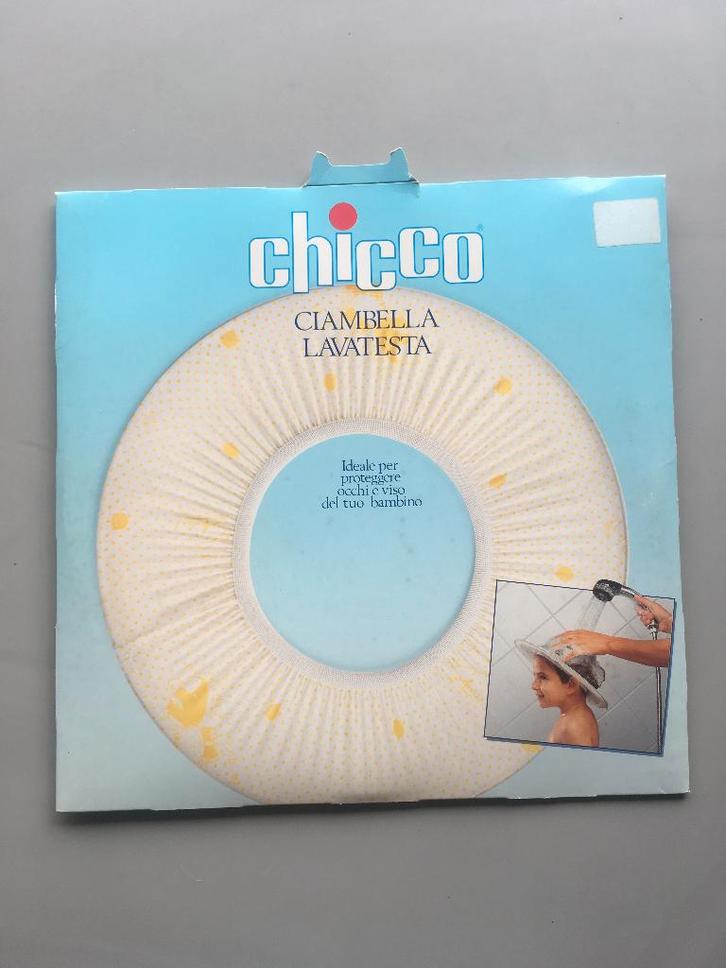 chicco
CIAMBELLA
LAVATESTA
Ideale per
proteggere
occhi e viso
del tuo bambino